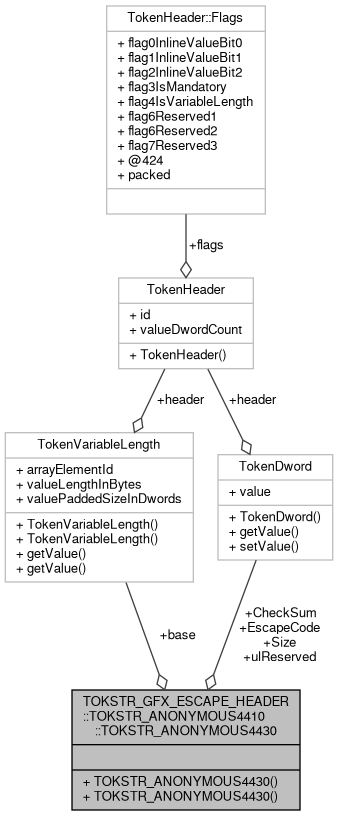 TokenHeader::Flags
+ flag0InlineValueBit0
+ flag1InlineValueBit1
+ flag2InlineValueBit2
+ flag3IsMandatory
+ flag4IsVariableLength
+ flag6Reserved1
+ flag6Reserved2
+ flag7Reserved3
+ @424
+ packed
+flags
TokenHeader
+ id
+ valueDwordCount
+ TokenHeader()
+header
+header
TokenVariableLength
+ arrayElementId
+ valueLengthInBytes
+ valuePaddedSizeInDwords
+ TokenVariableLength()
+ TokenVariableLength()
+ getValue()
+ getValue()
TokenDword
+ value
+ TokenDword()
+ getValue()
+ setValue()
+base
+CheckSum
+EscapeCode
+Size
+ulReserved
TOKSTR_GFX_ESCAPE_HEADER
::TOKSTR_ANONYMOUS4410
::TOKSTR_ANONYMOUS4430
+ TOKSTR_ANONYMOUS4430()
+ TOKSTR_ANONYMOUS4430()